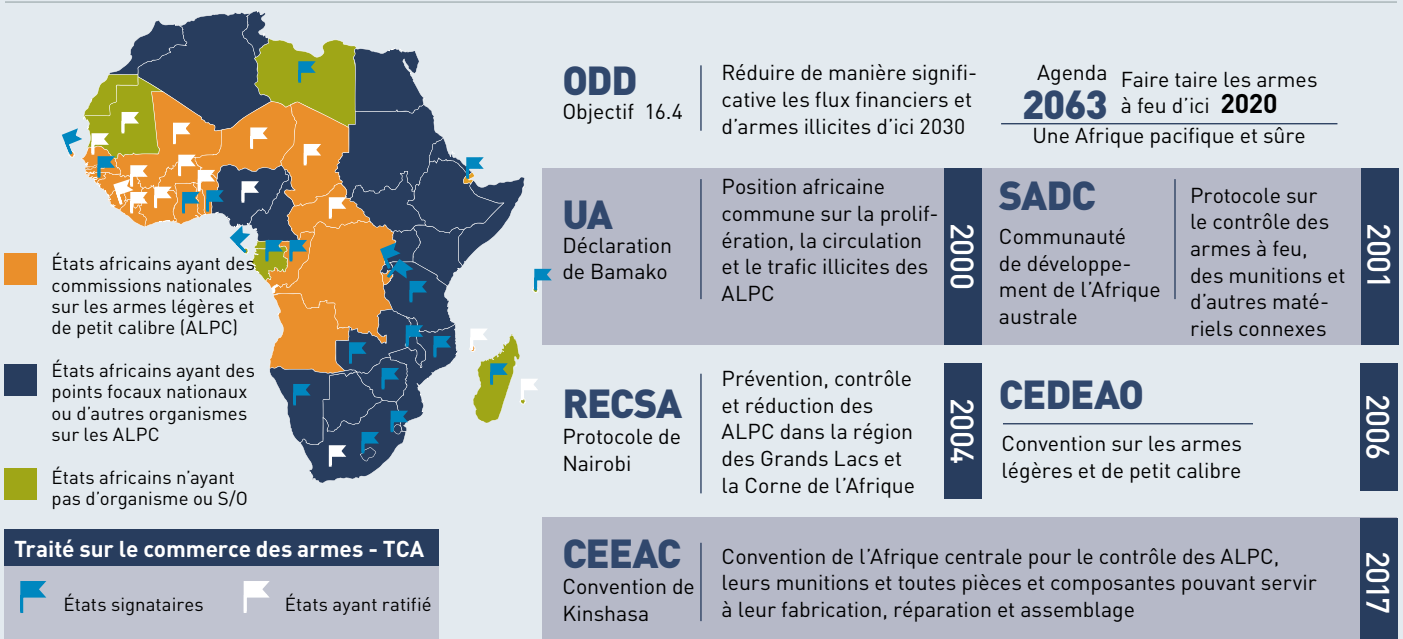 ODD
Objectif 16.4
Réduire de manière signifi-
cative les flux financiers et
d'armes illicites d'ici 2030
Agenda
2063
Faire taire les armes
à feu d'ici 2020
Une Afrique pacifique et sûre
UA
Déclaration
de Bamako
Position africaine
commune sur la prolif-
ération, la circulation
et le trafic illicites des
ALPC
2000
SADC
Communauté
de développe-
ment de l'Afrique
australe
Protocole sur
le contrôle des
armes à feu,
des munitions et
d'autres maté-
riels connexes
2001
RECSA
Protocole de
Nairobi
Prévention, contrôle
et réduction des
ALPC dans la région
des Grands Lacs et
la Corne de l'Afrique
2004
CEDEAO
Convention sur les armes
légères et de petit calibre
2006
CEEAC
Convention de
Kinshasa
Convention de l'Afrique centrale pour le contrôle des ALPC,
leurs munitions et toutes pièces et composantes pouvant servir
à leur fabrication, réparation et assemblage
2017
États africains ayant des
commissions nationales
sur les armes légères et
de petit calibre (ALPC)
États africains ayant des
points focaux nationaux
ou d'autres organismes
sur les ALPC
États africains n'ayant
pas d'organisme ou S/O
Traité sur le commerce des armes - TCA
États signataires
États ayant ratifié